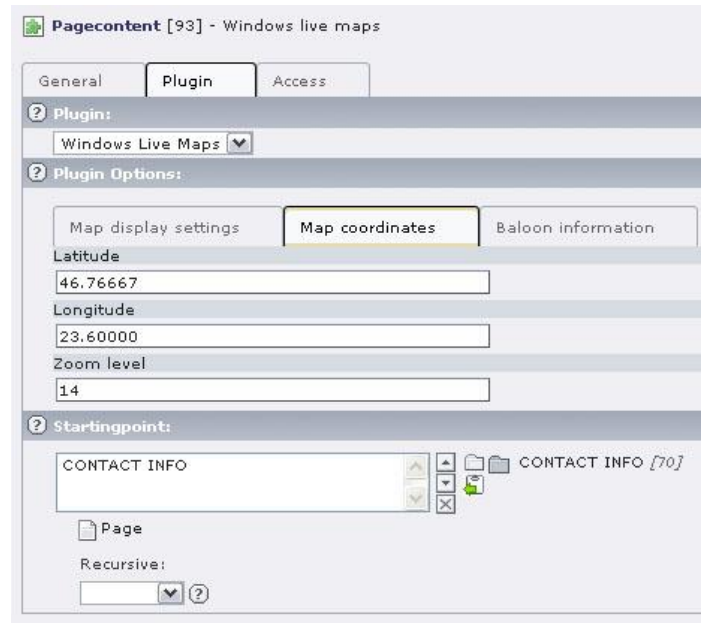 Pagecontent [93] - Windows live maps
General Plugin Access
Plugin:
Windows Live Maps
Plugin Options:
Map display settings Map coordinates Baloon information
Latitude
46.76667
Longitude
23.60000
Zoom level
14
Startingpoint:
CONTACT INFO CONTACT INFO [70]
Page
Recursive: